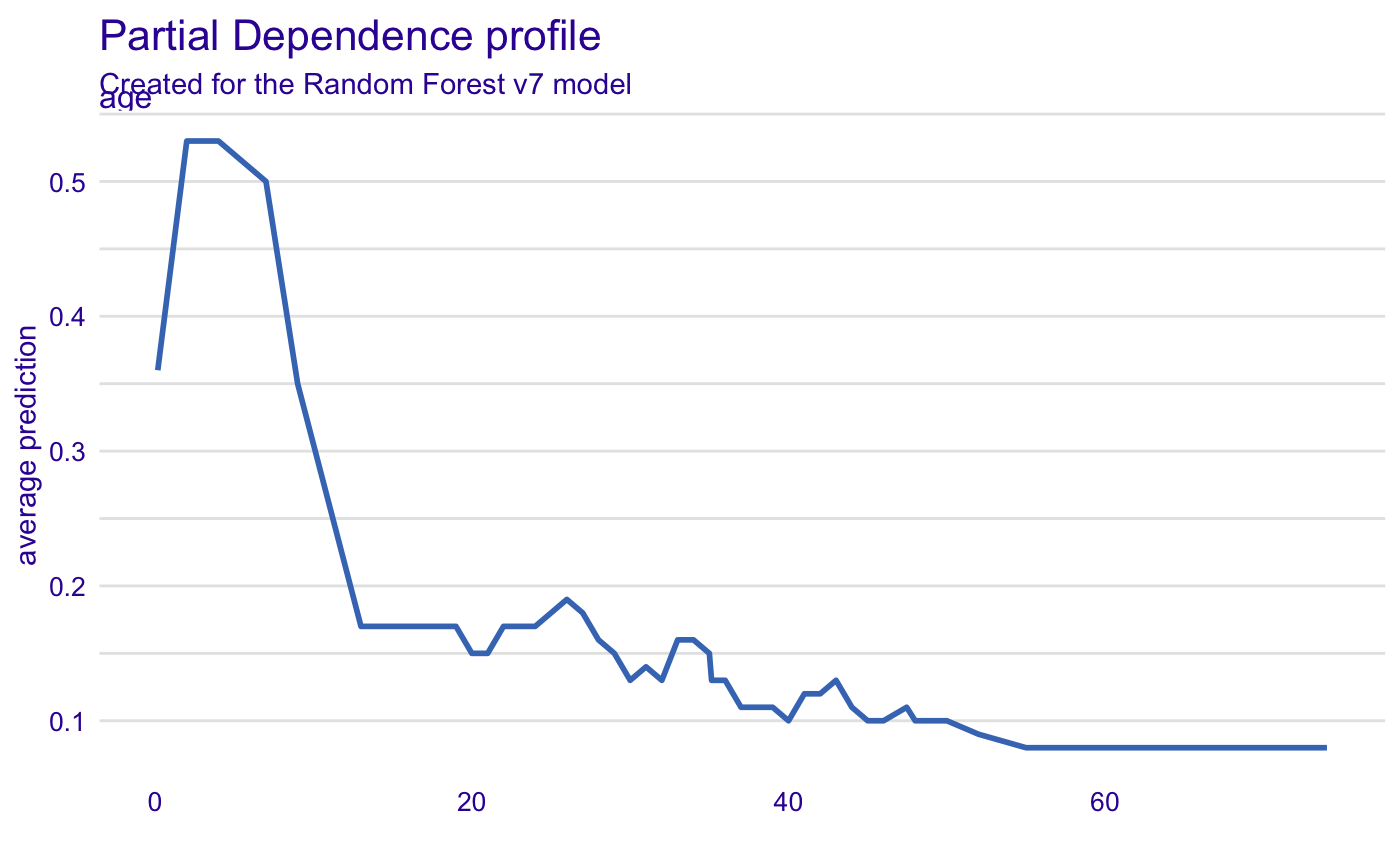 Partial Dependence profile
Created for the Random Forest v7 model
age
average prediction
0.5
0.4
0.3
0.2
0.1
0 20 40 60